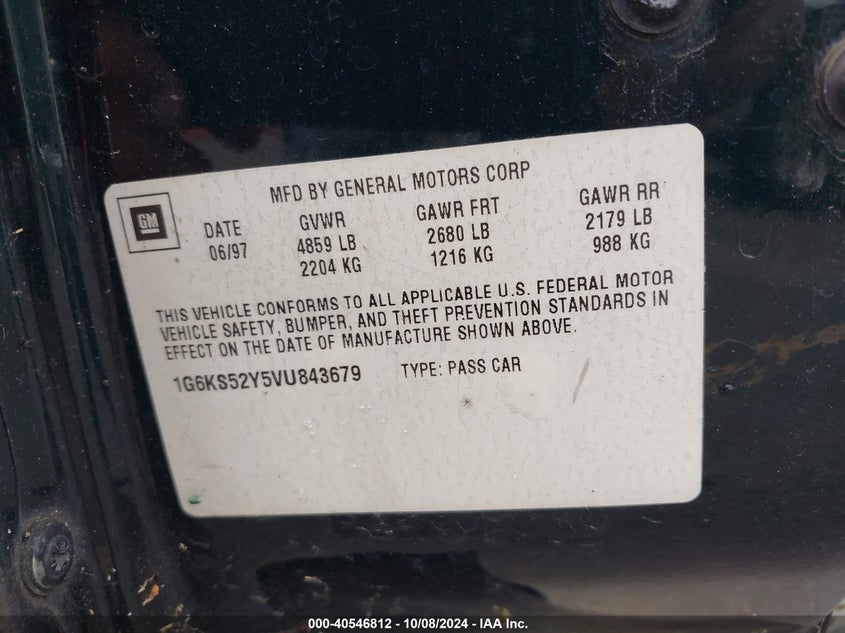 MFD BY GENERAL MOTORS CORP
GM
DATE GVWR GAWR FRT GAWR RR
06/97 4859 LB 2680 LB 2179 LB
2204 KG 1216 KG 988 KG
THIS VEHICLE CONFORMS TO ALL APPLICABLE U.S. FEDERAL MOTOR
VEHICLE SAFETY, BUMPER, AND THEFT PREVENTION STANDARDS IN
EFFECT ON THE DATE OF MANUFACTURE SHOWN ABOVE.
1G6KS52Y5VU843679 TYPE: PASS CAR
000-40546812 - 10/08/2024 - IAA Inc.